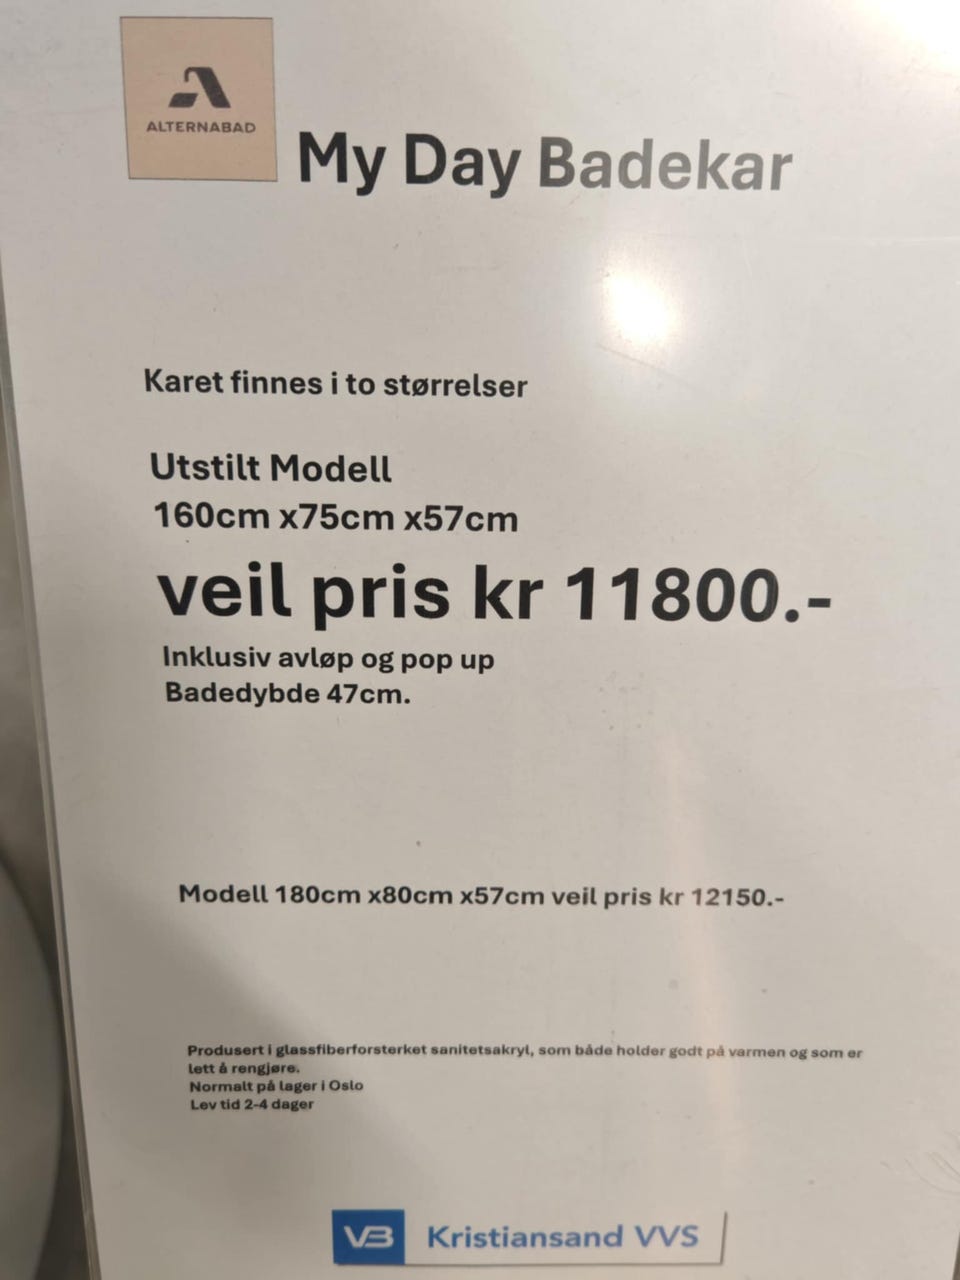 ALTERNABAD
My Day Badekar
Karet finnes i to størrelser
Utstilt Modell
160cm x75cm x57cm
veil pris kr 11800.-
Inklusiv avløp og pop up
Badedybde 47cm.
Modell 180cm x80cm x57cm veil pris kr 12150.-
Produsert i glassfiberforsterket sanitetsakryl, som både holder godt på varmen og som er
lett å rengjøre.
Normalt på lager i Oslo
Lev tid 2-4 dager
VB Kristiansand VVS